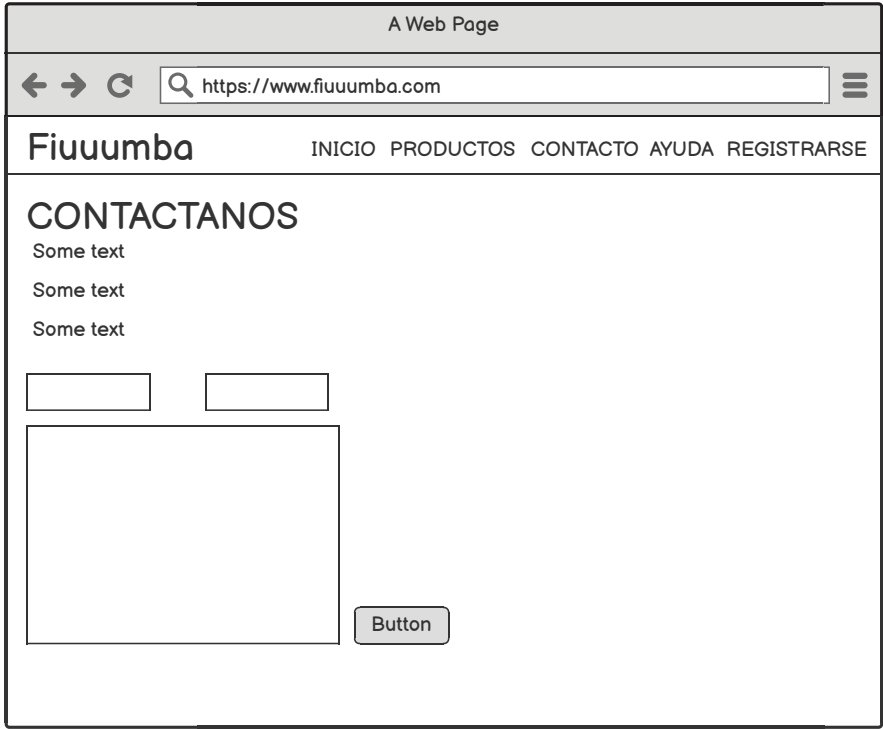 A Web Page
https://www.fiuuumba.com
Fiuuumba INICIO PRODUCTOS CONTACTO AYUDA REGISTRARSE
CONTACTANOS
Some text
Some text
Some text
Button